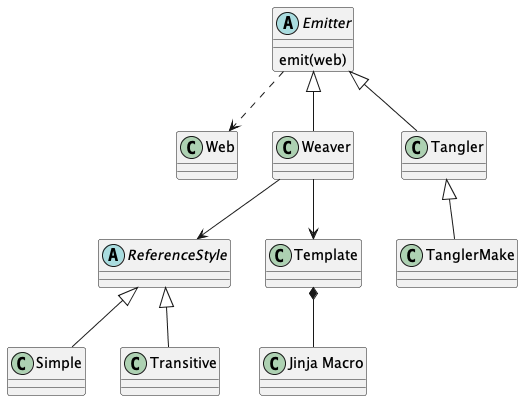 A Emitter
emit(web)
C Web
C Weaver
C Tangler
A ReferenceStyle
C Template
C TanglerMake
C Simple
C Transitive
C Jinja Macro